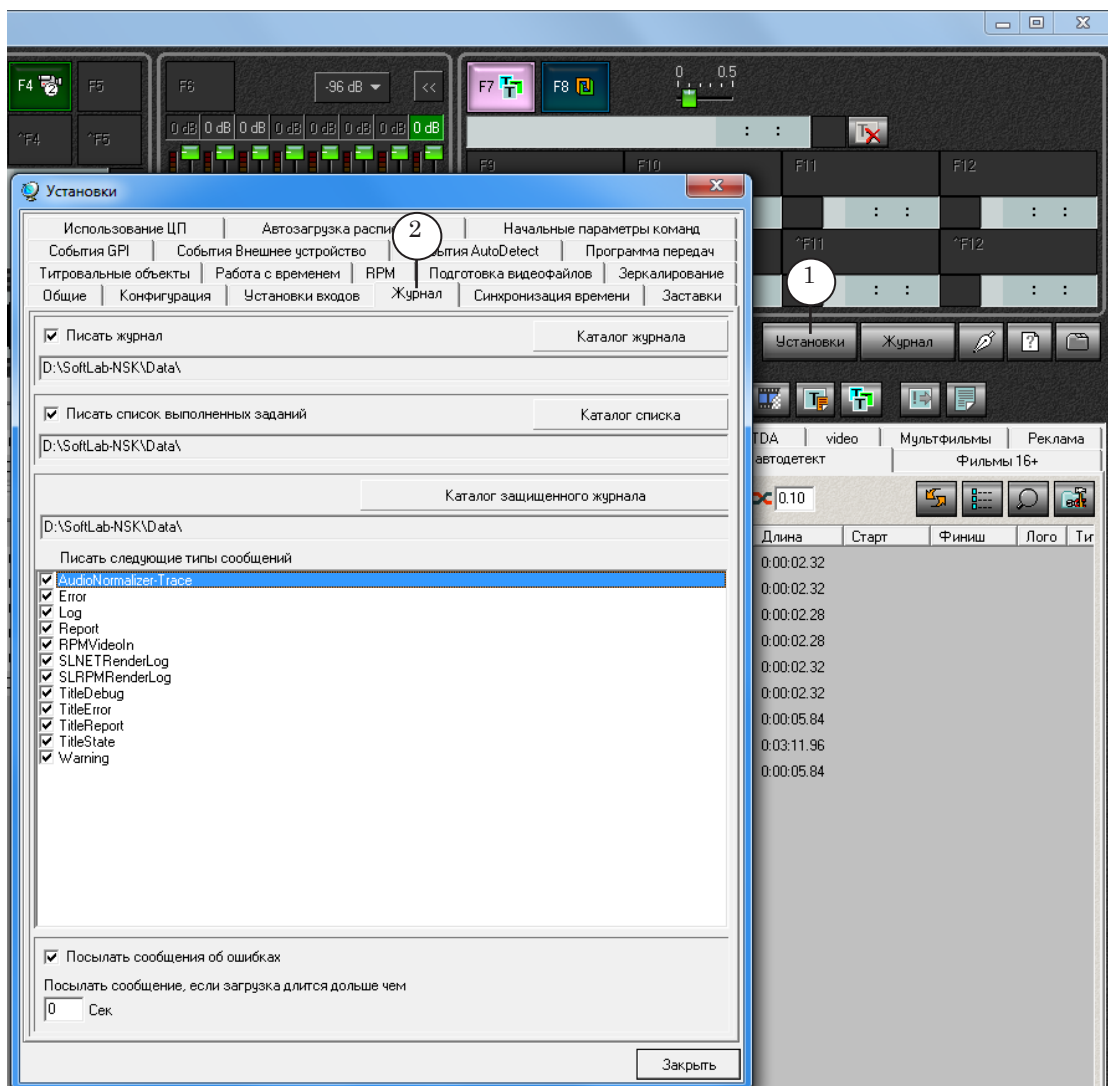 F4 F5 F6 -96 dB << F7 F8 0 0.5
^F4 ^F5 0 dB 0 dB 0 dB 0 dB 0 dB 0 dB 0 dB 0 dB : :
F9 F10 F11 F12
Установки
: : : :
Использование ЦП Автозагрузка 2 Начальные параметры команд
События GPI События Внешнее устройство AutoDetect Программа передач ^F11 ^F12
Титровальные объекты Работа с временем RPM Подготовка видеофайлов Зеркалирование 1
Общие Конфигурация Установки входов Журнал Синхронизация времени Заставки : : : :
Писать журнал Каталог журнала Установки Журнал ?
D:\SoftLab-NSK\Data\
Писать список выполненных заданий Каталог списка
D:\SoftLab-NSK\Data\
TDA video Мультфильмы Реклама
автодетект Фильмы 16+
Каталог защищенного журнала 0.10 edit
D:\SoftLab-NSK\Data\
Длина Старт Финиш Лого Тит
Писать следующие типы сообщений
0:00:02.32
AudioNormalizer-Trace
Error 0:00:02.32
Log
Report 0:00:02.28
RPMVideoIn
SLNETRenderLog 0:00:02.28
SLRPMRenderLog 0:00:02.32
TitleDebug 0:00:02.32
TitleError
TitleReport 0:00:05.84
TitleState 0:03:11.96
Warning
0:00:05.84
Посылать сообщения об ошибках
Посылать сообщение, если загрузка длится дольше чем
0 Сек
Закрыть